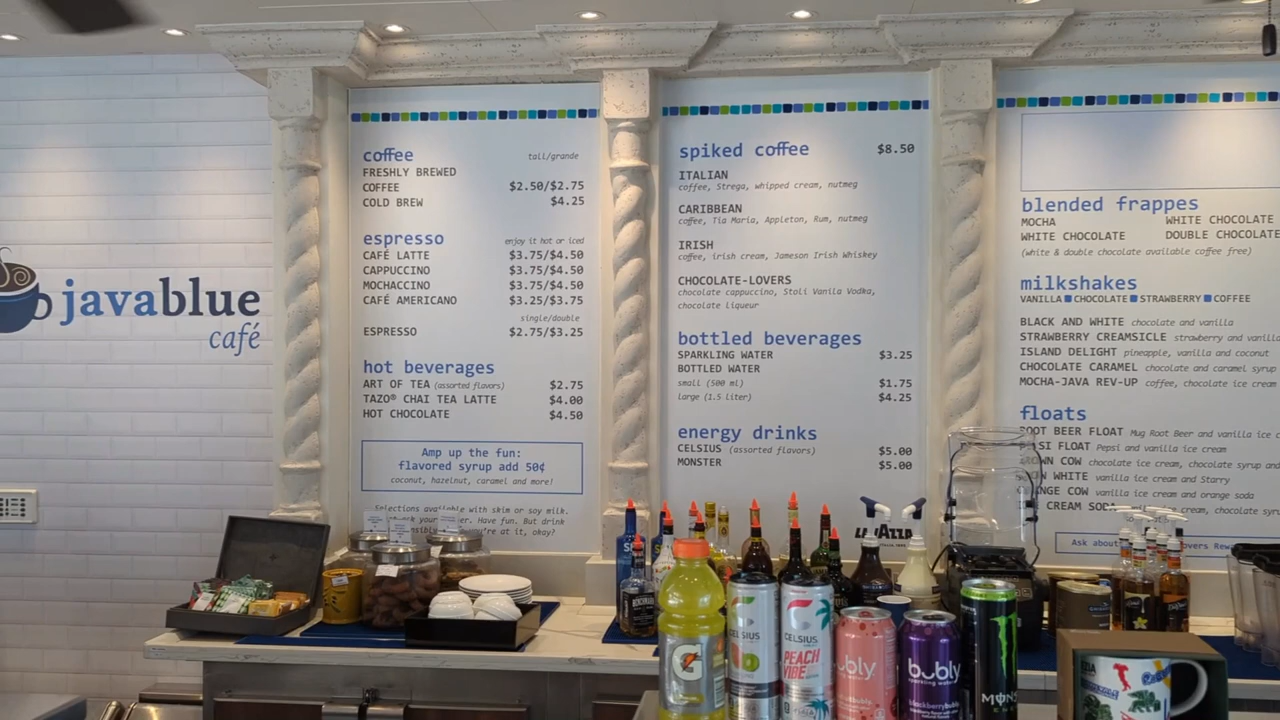 javablue
café
coffee tall/grande
FRESHLY BREWED
COFFEE $2.50/$2.75
COLD BREW $4.25
espresso enjoy it hot or iced
CAFÉ LATTE $3.75/$4.50
CAPPUCCINO $3.75/$4.50
MOCHACCINO $3.75/$4.50
CAFÉ AMERICANO $3.25/$3.75
single/double
ESPRESSO $2.75/$3.25
hot beverages
ART OF TEA (assorted flavors) $2.75
TAZO® CHAI TEA LATTE $4.00
HOT CHOCOLATE $4.50
Amp up the fun:
flavored syrup add 50¢
coconut, hazelnut, caramel and more!
Selections available with skim or soy milk.
Have fun. But drink
you're at it, okay?
spiked coffee $8.50
ITALIAN
coffee, Strega, whipped cream, nutmeg
CARIBBEAN
coffee, Tia Maria, Appleton, Rum, nutmeg
IRISH
coffee, irish cream, Jameson Irish Whiskey
CHOCOLATE-LOVERS
chocolate cappuccino, Stoli Vanila Vodka,
chocolate liqueur
bottled beverages
SPARKLING WATER $3.25
BOTTLED WATER
small (500 ml) $1.75
large (1.5 liter) $4.25
energy drinks
CELSIUS (assorted flavors) $5.00
MONSTER $5.00
blended frappes
MOCHA WHITE CHOCOLATE
WHITE CHOCOLATE DOUBLE CHOCOLATE
(white & double chocolate available coffee free)
milkshakes
VANILLA CHOCOLATE STRAWBERRY COFFEE
BLACK AND WHITE chocolate and vanilla
STRAWBERRY CREAMSICLE strawberry and vanilla
ISLAND DELIGHT pineapple, vanilla and coconut
CHOCOLATE CARAMEL chocolate and caramel syrup
MOCHA-JAVA REV-UP coffee, chocolate ice cream
floats
ROOT BEER FLOAT Mug Root Beer and vanilla ice
FLOAT Pepsi and vanilla ice cream
COW chocolate ice cream, chocolate syrup and
WHITE vanilla ice cream and Starry
COW vanilla ice cream and orange soda
CREAM SODA
Ask about
LAVAZZA
G
CELSIUS
CELSIUS
PEACH
VIBE
bubly
bubly
sparkling water
blackberrybubly